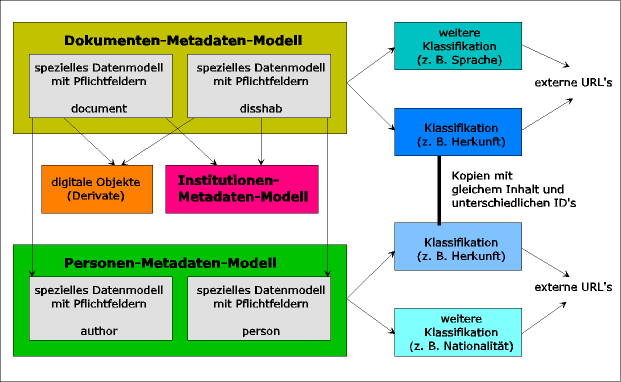 Dokumenten-Metadaten-Modell
spezielles Datenmodell
mit Pflichtfeldern
document
spezielles Datenmodell
mit Pflichtfeldern
disshab
weitere
Klassifikation
(z. B. Sprache)
externe URL's
Klassifikation
(z. B. Herkunft)
digitale Objekte
(Derivate)
Institutionen-
Metadaten-Modell
Kopien mit
gleichem Inhalt und
unterschiedlichen ID's
Personen-Metadaten-Modell
spezielles Datenmodell
mit Pflichtfeldern
author
spezielles Datenmodell
mit Pflichtfeldern
person
Klassifikation
(z. B. Herkunft)
externe URL's
weitere
Klassifikation
(z. B. Nationalität)